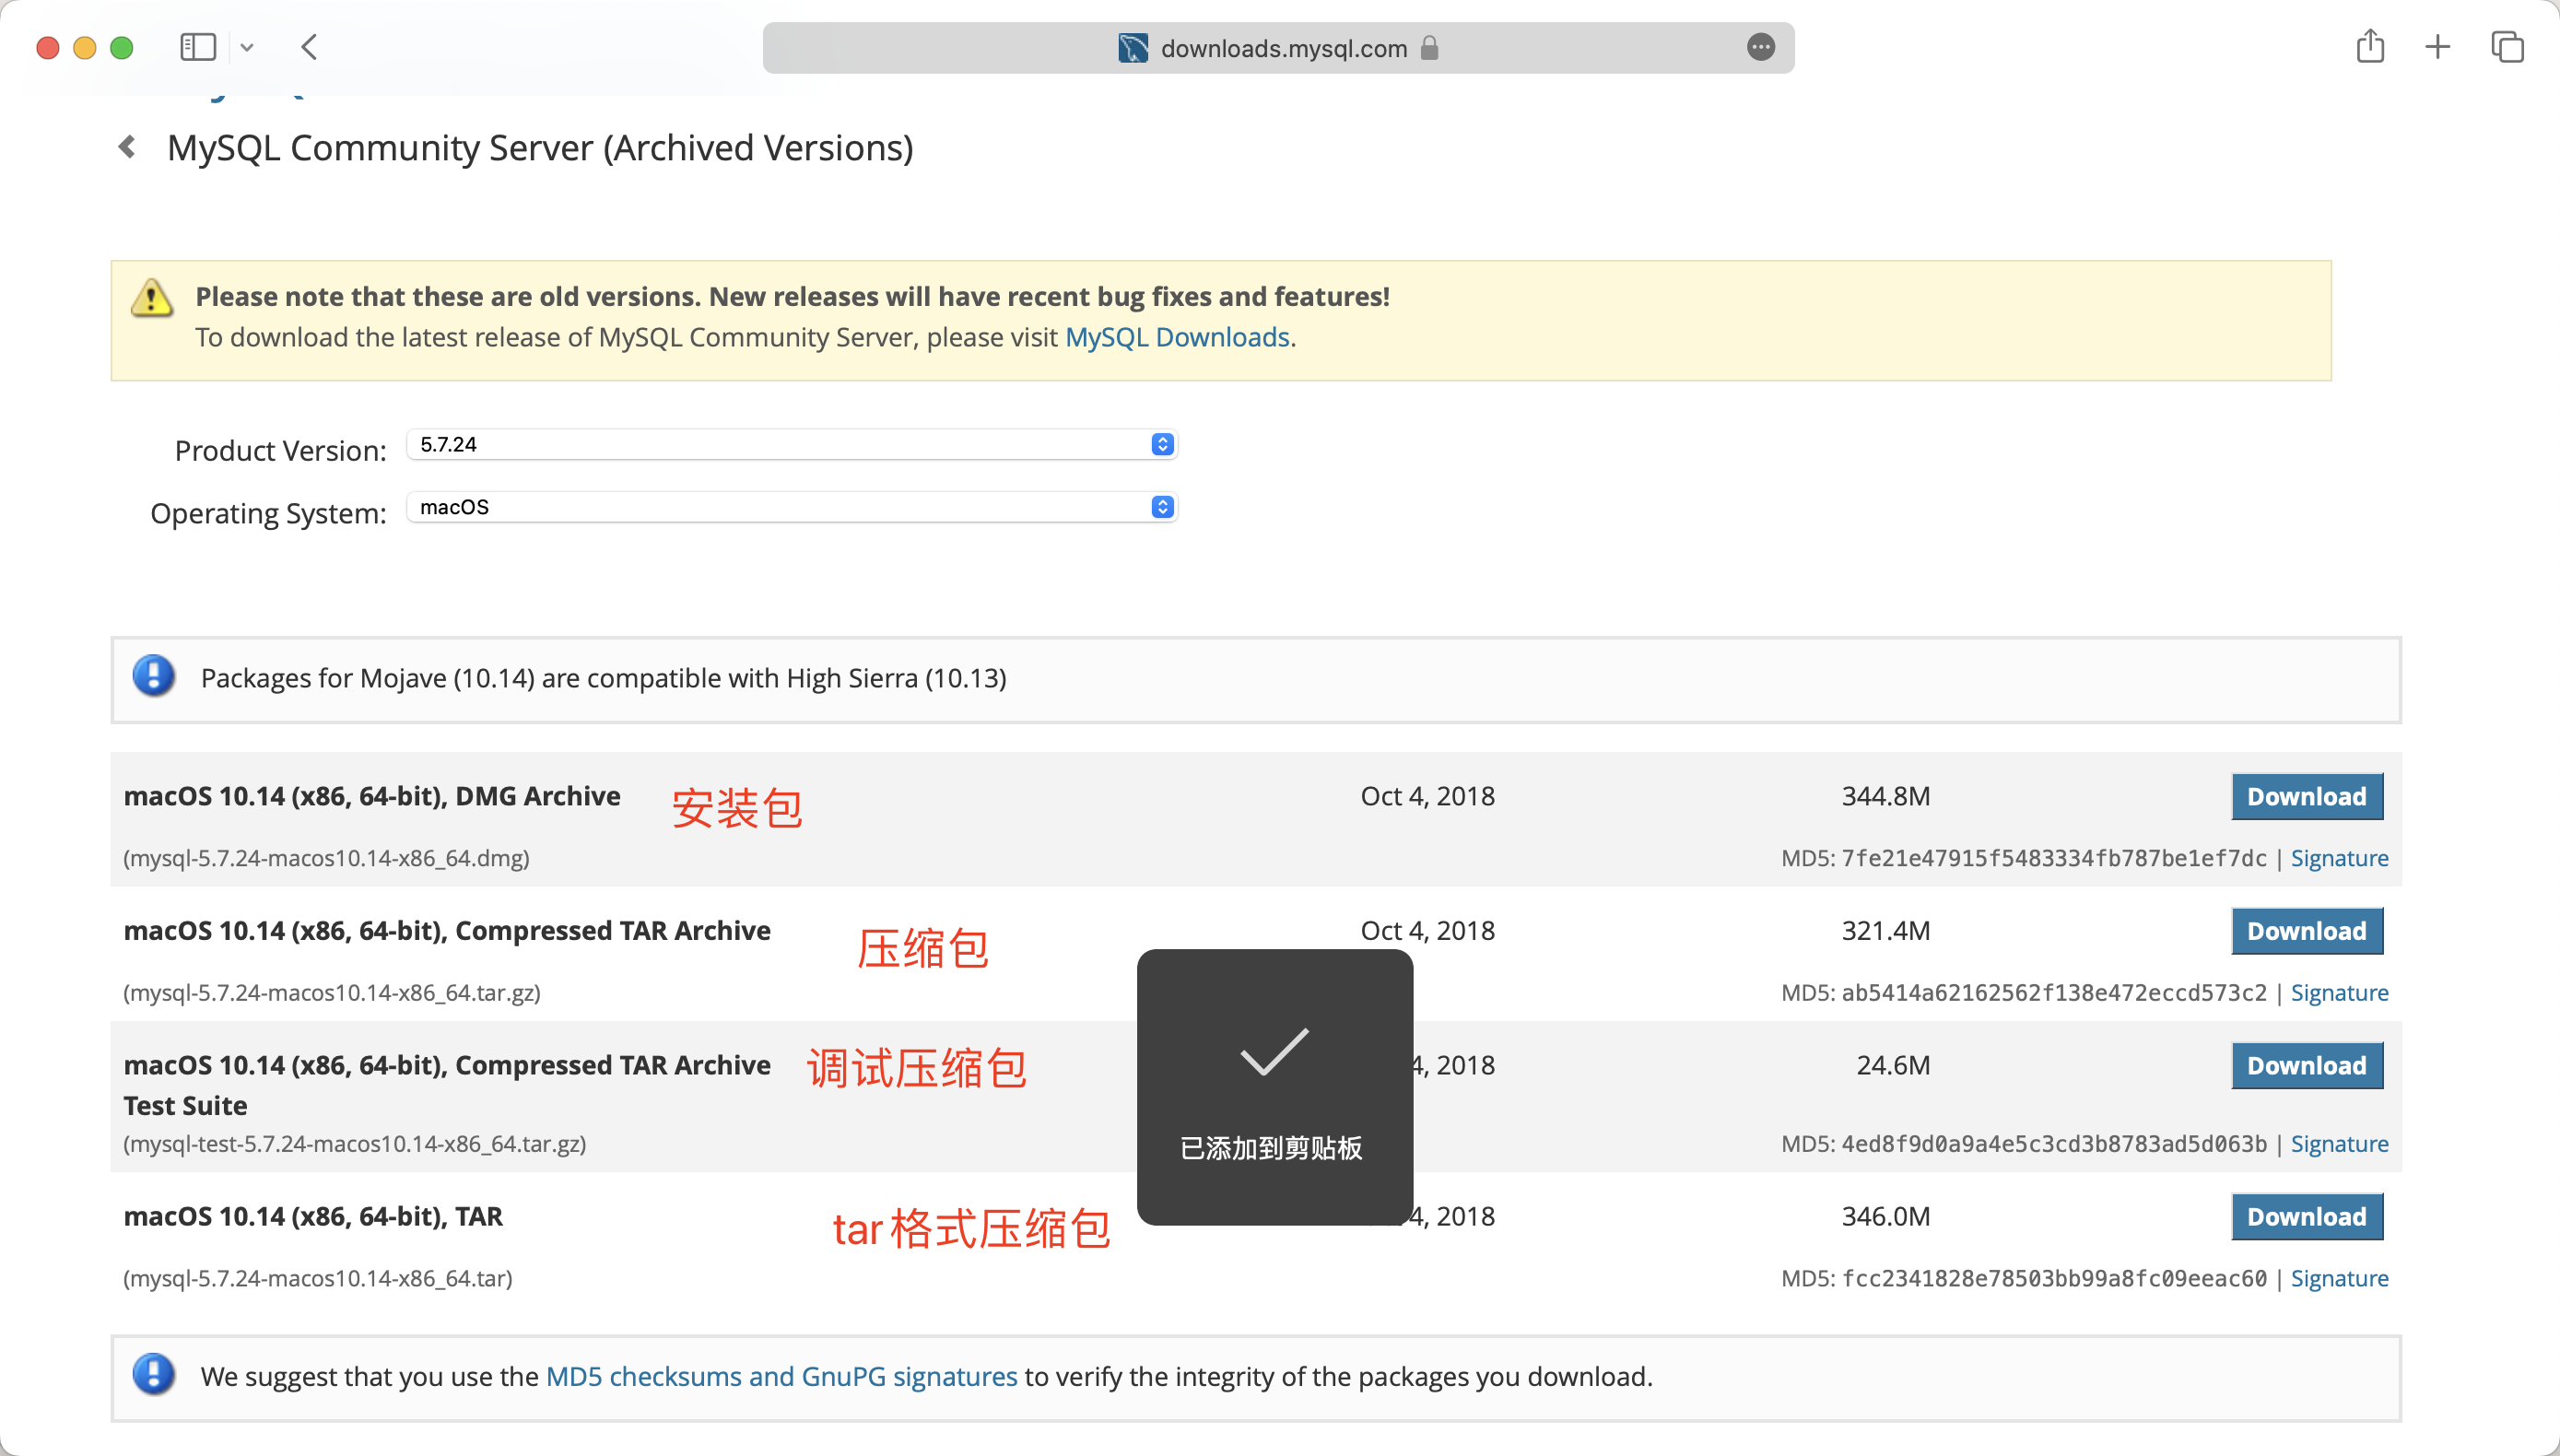 downloads.mysql.com
MySQL Community Server (Archived Versions)
Please note that these are old versions. New releases will have recent bug fixes and features!
To download the latest release of MySQL Community Server, please visit MySQL Downloads.
Product Version: 5.7.24
Operating System: macOS
Packages for Mojave (10.14) are compatible with High Sierra (10.13)
macOS 10.14 (x86, 64-bit), DMG Archive 安装包 Oct 4, 2018 344.8M Download
(mysql-5.7.24-macos10.14-x86_64.dmg) MD5: 7fe21e47915f5483334fb787be1ef7dc | Signature
macOS 10.14 (x86, 64-bit), Compressed TAR Archive 压缩包 Oct 4, 2018 321.4M Download
(mysql-5.7.24-macos10.14-x86_64.tar.gz) MD5: ab5414a62162562f138e472eccd573c2 | Signature
macOS 10.14 (x86, 64-bit), Compressed TAR Archive 调试压缩包 4, 2018 24.6M Download
Test Suite
(mysql-test-5.7.24-macos10.14-x86_64.tar.gz) 已添加到剪贴板 MD5: 4ed8f9d0a9a4e5c3cd3b8783ad5d063b | Signature
macOS 10.14 (x86, 64-bit), TAR tar格式压缩包 4, 2018 346.0M Download
(mysql-5.7.24-macos10.14-x86_64.tar) MD5: fcc2341828e78503bb99a8fc09eeac60 | Signature
We suggest that you use the MD5 checksums and GnuPG signatures to verify the integrity of the packages you download.